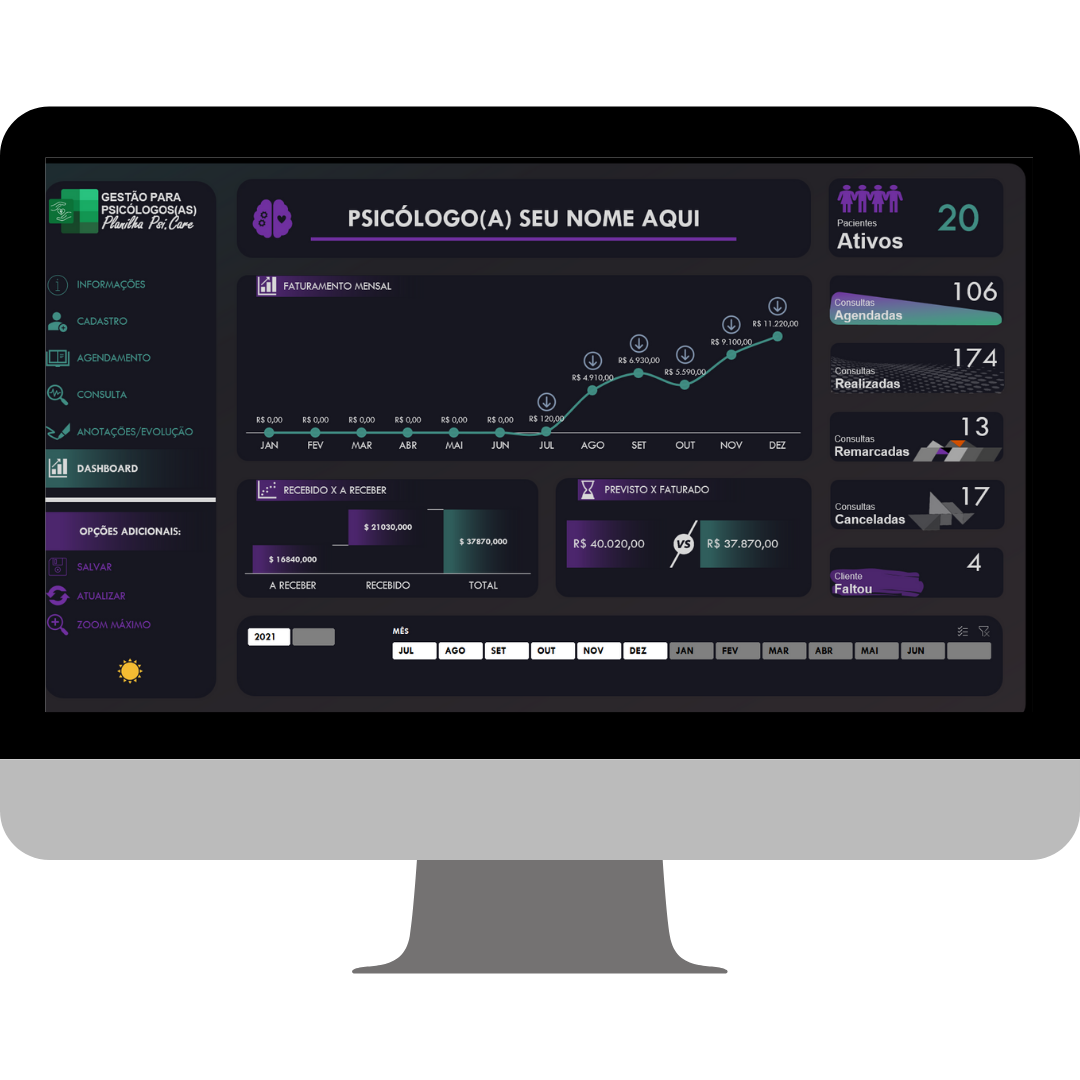 GESTÃO PARA
PSICÓLOGOS(AS)
Planilha Psi.Care
INFORMAÇÕES
CADASTRO
AGENDAMENTO
CONSULTA
ANOTAÇÕES/EVOLUÇÃO
DASHBOARD
OPÇÕES ADICIONAIS:
SALVAR
ATUALIZAR
ZOOM MÁXIMO
PSICÓLOGO(A) SEU NOME AQUI
FATURAMENTO MENSAL
R$ 0,00 R$ 0,00 R$ 0,00 R$ 0,00 R$ 0,00 R$ 0,00 R$ 120,00 R$ 4.910,00 R$ 6.930,00 R$ 5.590,00 R$ 9.100,00 R$ 11.220,00
JAN FEV MAR ABR MAI JUN JUL AGO SET OUT NOV DEZ
RECEBIDO X A RECEBER
$ 16840,000 $ 21030,000 $ 37870,000
A RECEBER RECEBIDO TOTAL
PREVISTO X FATURADO
R$ 40.020,00 VS R$ 37.870,00
2021
MÊS
JUL AGO SET OUT NOV DEZ JAN FEV MAR ABR MAI JUN
Pacientes
Ativos
20
106
Consultas
Agendadas
174
Consultas
Realizadas
13
Consultas
Remarcadas
17
Consultas
Canceladas
4
Cliente
Faltou